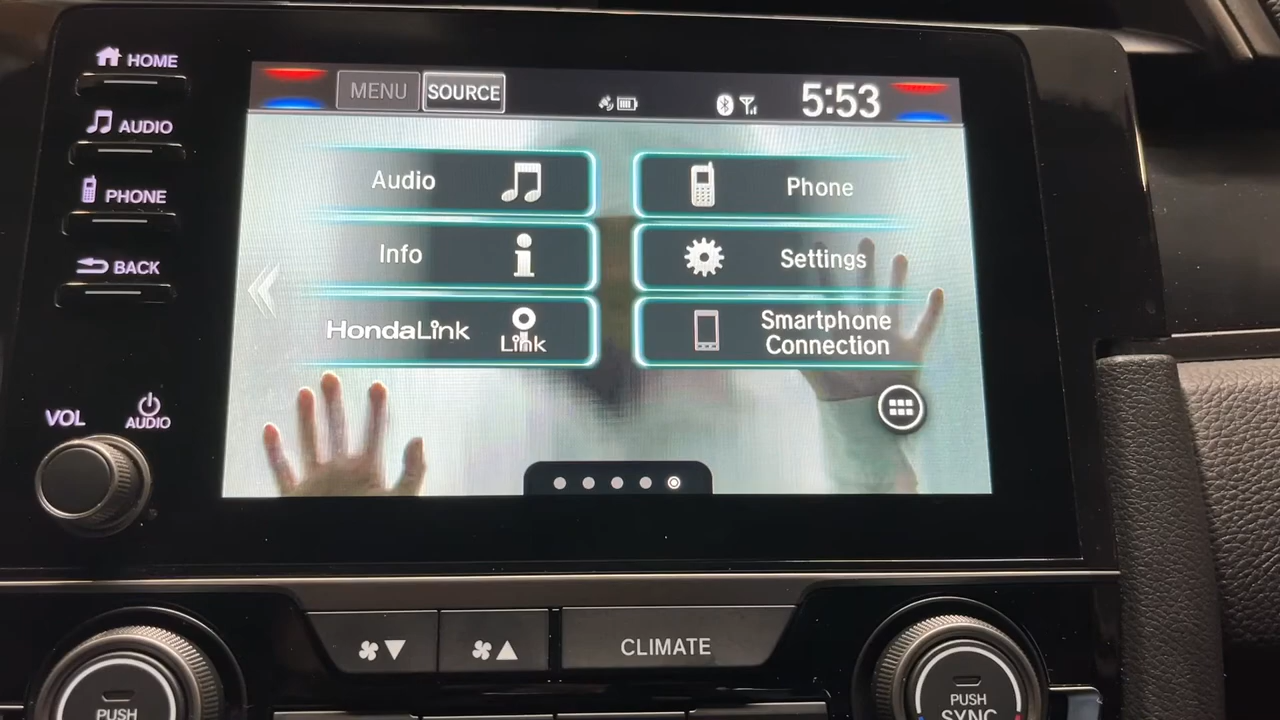 HOME
AUDIO
PHONE
BACK
VOL
AUDIO
MENU
SOURCE
5:53
Audio
Phone
Info
Settings
HondaLink
Link
Smartphone
Connection
CLIMATE
PUSH
PUSH
SYNC